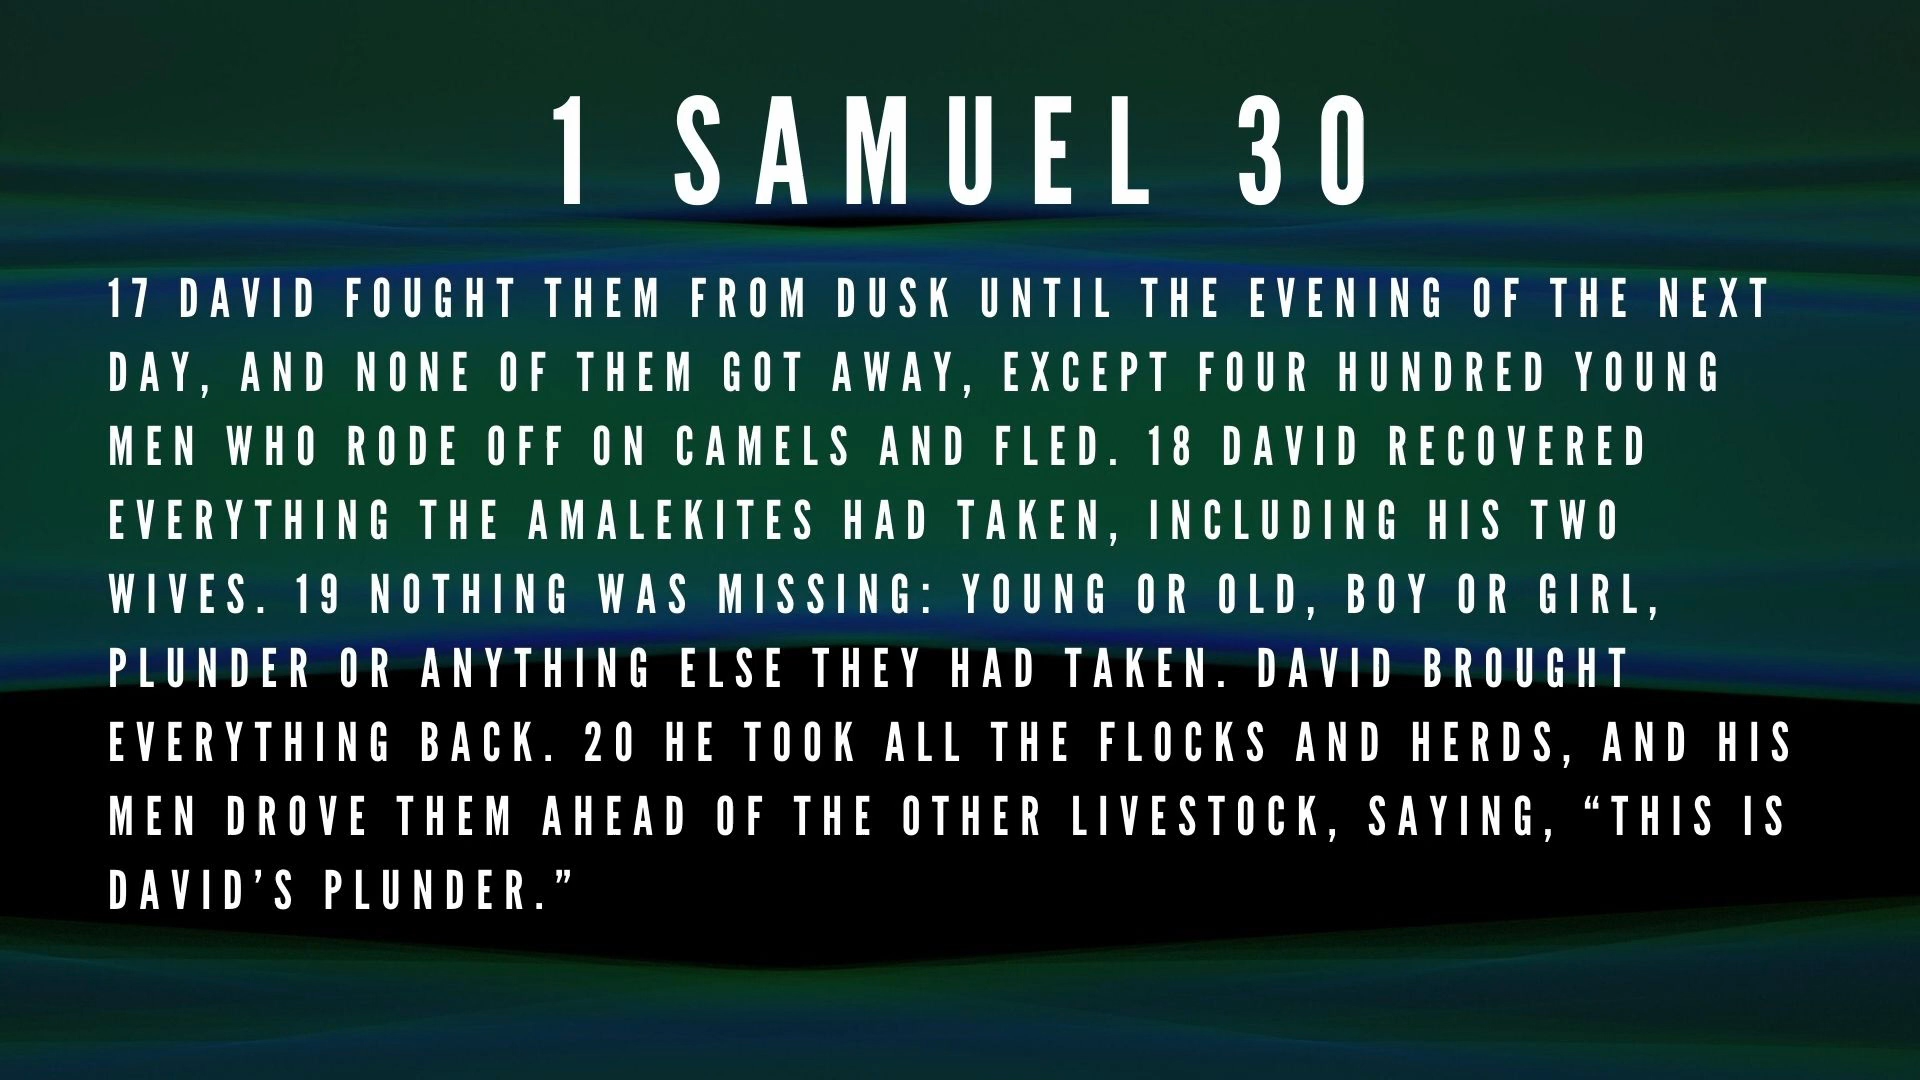 1 SAMUEL 30
17 DAVID FOUGHT THEM FROM DUSK UNTIL THE EVENING OF THE NEXT
DAY, AND NONE OF THEM GOT AWAY, EXCEPT FOUR HUNDRED YOUNG
MEN WHO RODE OFF ON CAMELS AND FLED. 18 DAVID RECOVERED
EVERYTHING THE AMALEKITES HAD TAKEN, INCLUDING HIS TWO
WIVES. 19 NOTHING WAS MISSING: YOUNG OR OLD, BOY OR GIRL,
PLUNDER OR ANYTHING ELSE THEY HAD TAKEN. DAVID BROUGHT
EVERYTHING BACK. 20 HE TOOK ALL THE FLOCKS AND HERDS, AND HIS
MEN DROVE THEM AHEAD OF THE OTHER LIVESTOCK, SAYING, “THIS IS
DAVID’S PLUNDER.”